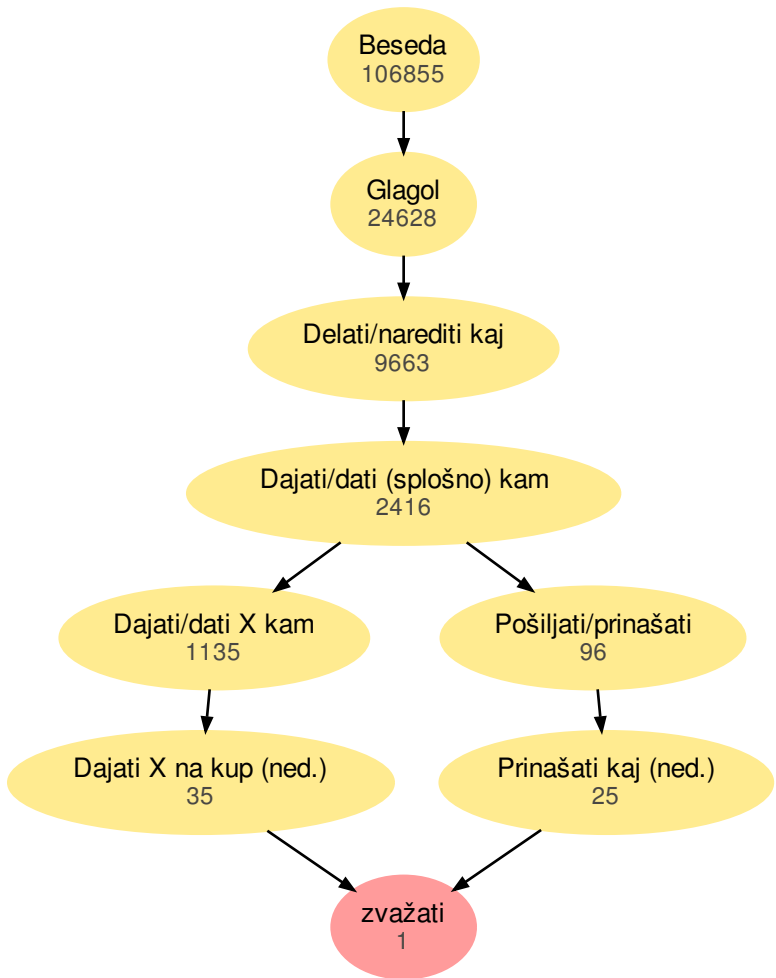 Beseda
106855
Glagol
24628
Delati/narediti kaj
9663
Dajati/dati (splošno) kam
2416
Dajati/dati X kam
1135
Pošiljati/prinašati
96
Dajati X na kup (ned.)
35
Prinašati kaj (ned.)
25
zvažati
1